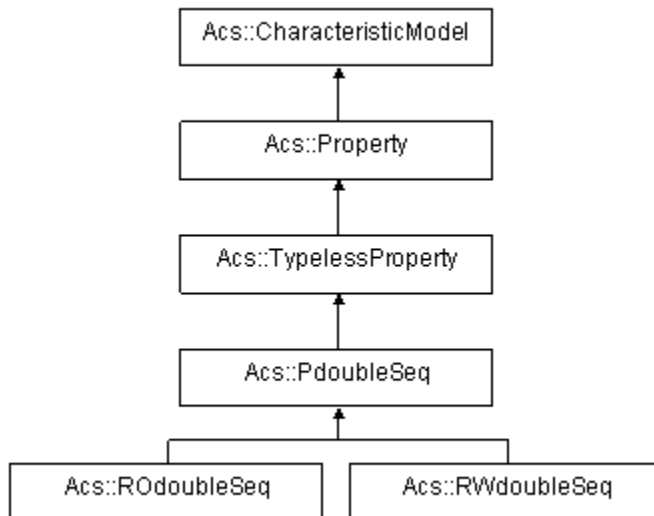 Acs::CharacteristicModel
Acs::Property
Acs::TypelessProperty
Acs::PdoubleSeq
Acs::ROdoubleSeq
Acs::RWdoubleSeq